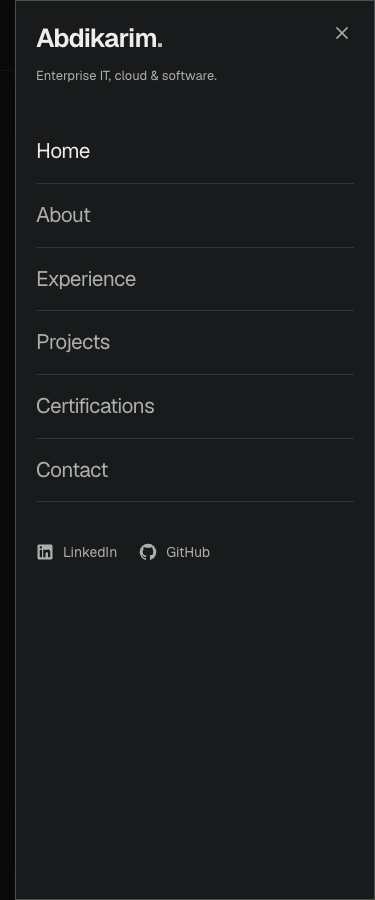 Abdikarim.
Enterprise IT, cloud & software.
Home
About
Experience
Projects
Certifications
Contact
LinkedIn GitHub